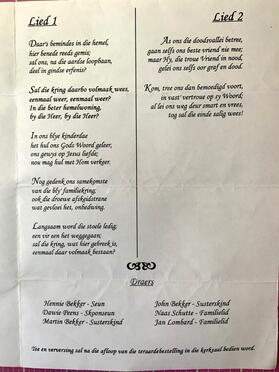 Lied 1
Daar's bemindes in die hemel,
hier benede reeds gemis;
sal ons, na die aardse loopbaan,
deel in gindse erfenis?
Sal die kring daarbo volmaak wees,
eenmaal weer, eenmaal weer?
In die beter hemelwoning,
by die Heer, by die Heer?
In ons blye kinderdae
het hul ons Gods Woord geleer,
ons gewys op Jesus liefde;
nou mag hul met Hom verkeer.
Nog gedenk ons samekomste
van die bly' familiekring;
ook die droewe afskeidstrane
wat gevloei het, onbedwing.
Langsaam word die stoele ledig;
een vir een het weggegaan;
sal die kring, wat hier gebreek is,
eenmaal daar volmaak bestaan?
Lied 2
As ons die doodsvallei betree,
gaan selfs ons beste vriend nie mee;
maar Hy, die troue Vriend in nood,
gelei ons selfs oor graf en dood.
Kom, tree ons dan bemoedigd voort,
in vast' vertroue op sy Woord;
al lei ons weg deur smart en vrees,
tog sal die einde salig wees!
Draers
Hennie Bekker - Seun
Dawie Peens - Skoonseun
Martin Bekker - Susterskind
John Bekker - Susterskind
Naas Schutte - Familielid
Jan Lombard - Familielid
Tee en verversing sal na die afloop van die teraardebestelling in die kerksaal bedien word.